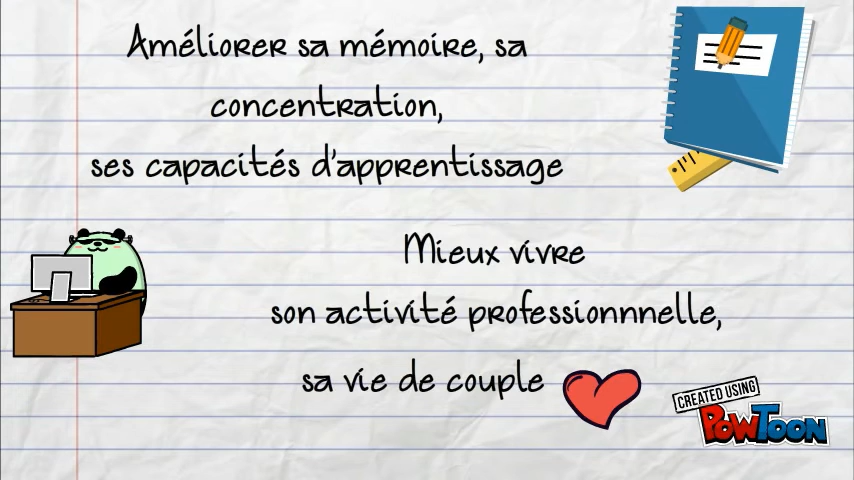 Améliorer sa mémoire, sa
concentration,
ses capacités d'apprentissage
Mieux vivre
son activité professionnnelle,
sa vie de couple
CREATED USING
POWTOON